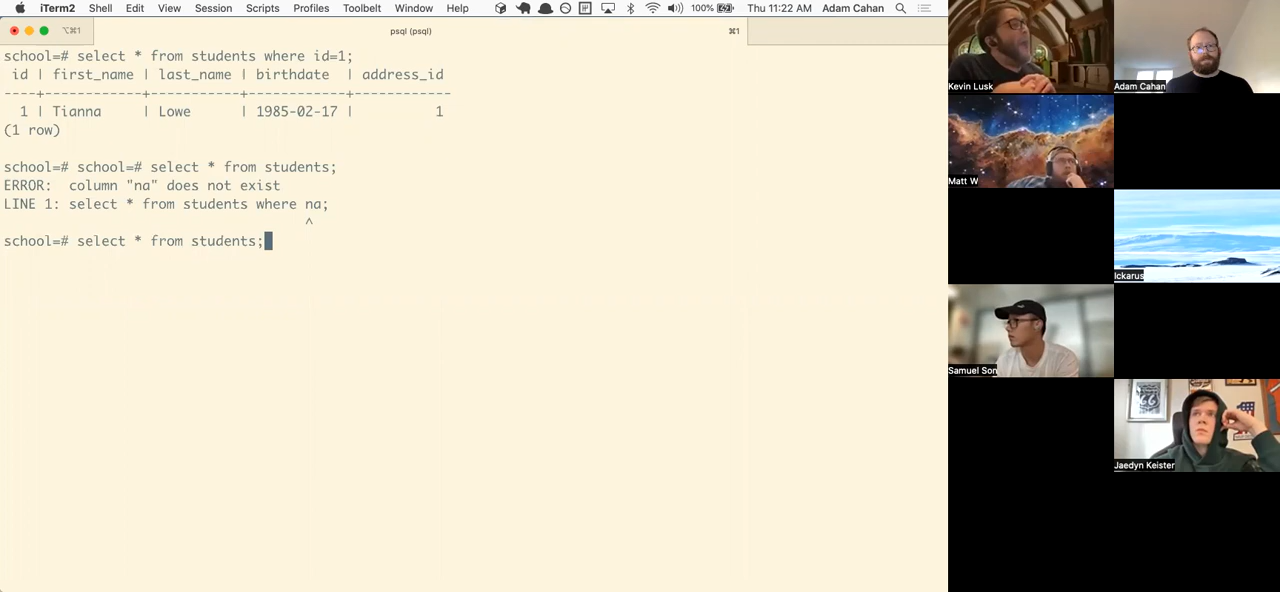 iTerm2 Shell Edit View Session Scripts Profiles Toolbelt Window Help 100% Thu 11:22 AM Adam Cahan
⌥⌘1 psql (psql) ⌘1
school=# select * from students where id=1;
 id | first_name | last_name | birthdate  | address_id
----+------------+-----------+------------+------------
  1 | Tianna     | Lowe      | 1985-02-17 |          1
(1 row)
school=# school=# select * from students;
ERROR:  column "na" does not exist
LINE 1: select * from students where na;
^
school=# select * from students;
Kevin Lusk
Adam Cahan
Matt W
Ickarus
Samuel Son
Jaedyn Keister
66